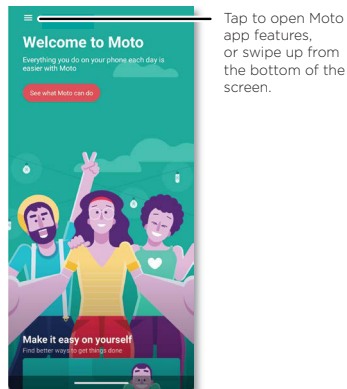 Welcome to Moto
Everything you do on your phone each day is
easier with Moto
See what Moto can do
Make it easy on yourself
Find better ways to get things done
Tap to open Moto
app features,
or swipe up from
the bottom of the
screen.